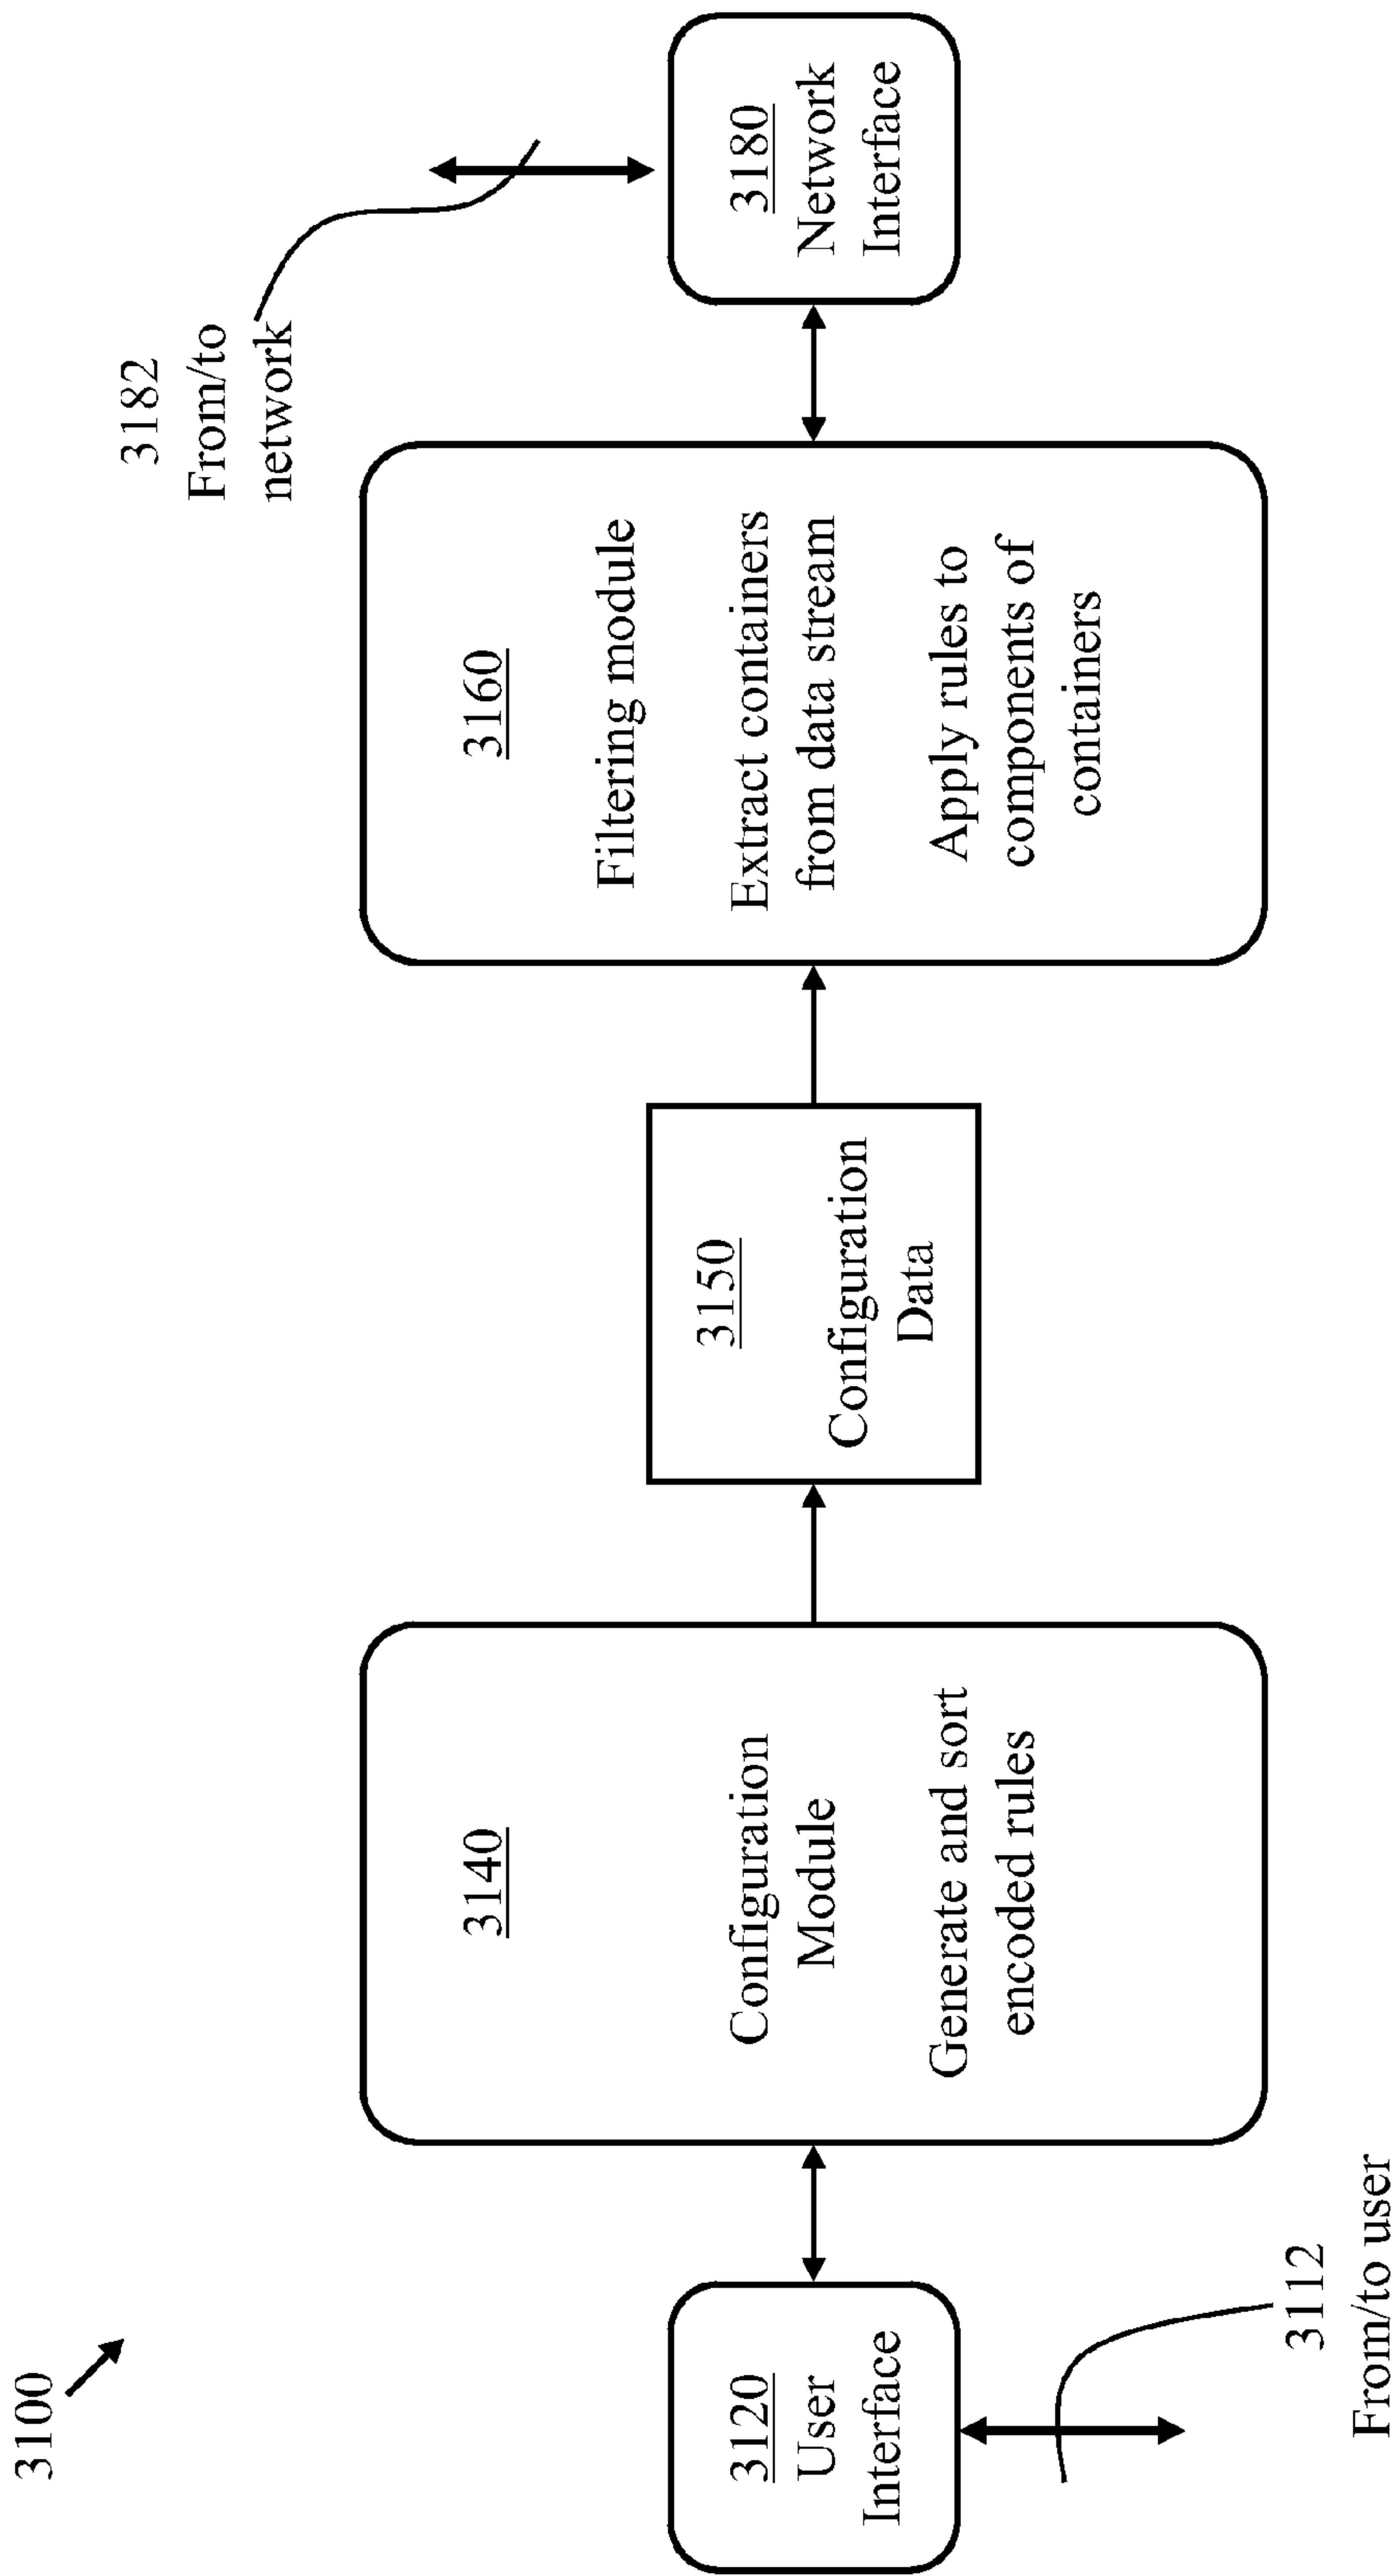 3100
3120
User
Interface
3112
From/to user
3140
Configuration
Module
Generate and sort
encoded rules
3150
Configuration
Data
3160
Filtering module
Extract containers
from data stream
Apply rules to
components of
containers
3182
From/to
network
3180
Network
Interface